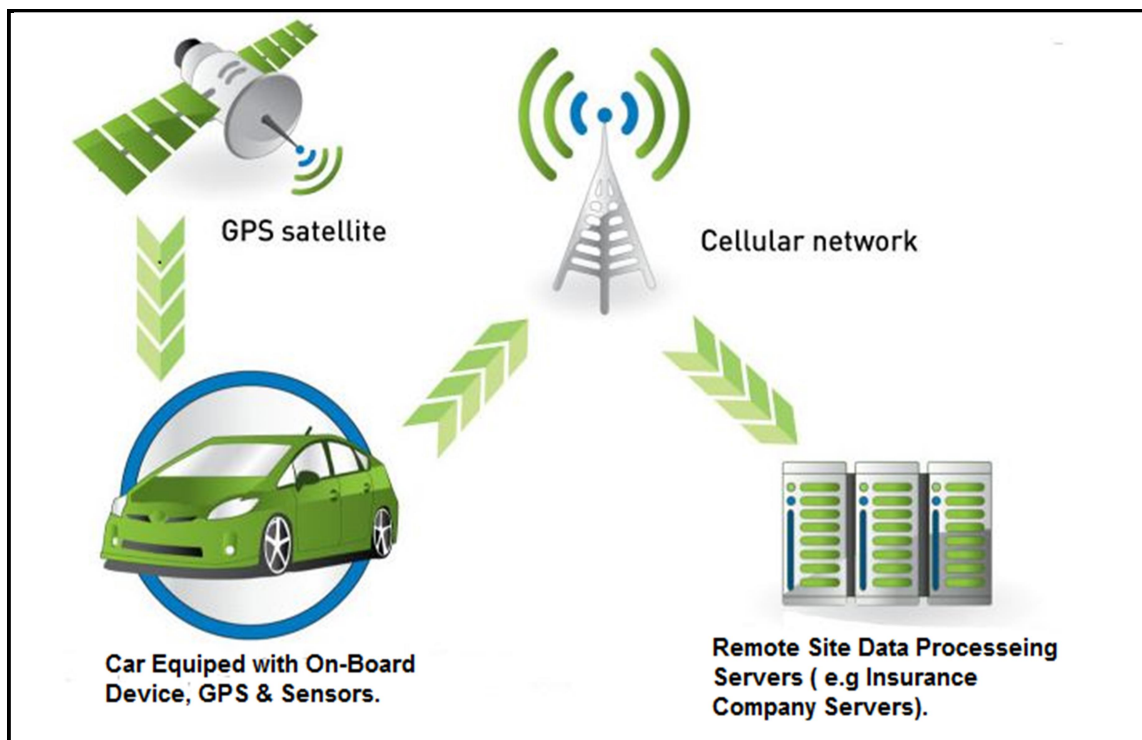 GPS satellite
Cellular network
Car Equiped with On-Board
Device, GPS & Sensors.
Remote Site Data Processeing
Servers ( e.g Insurance
Company Servers).